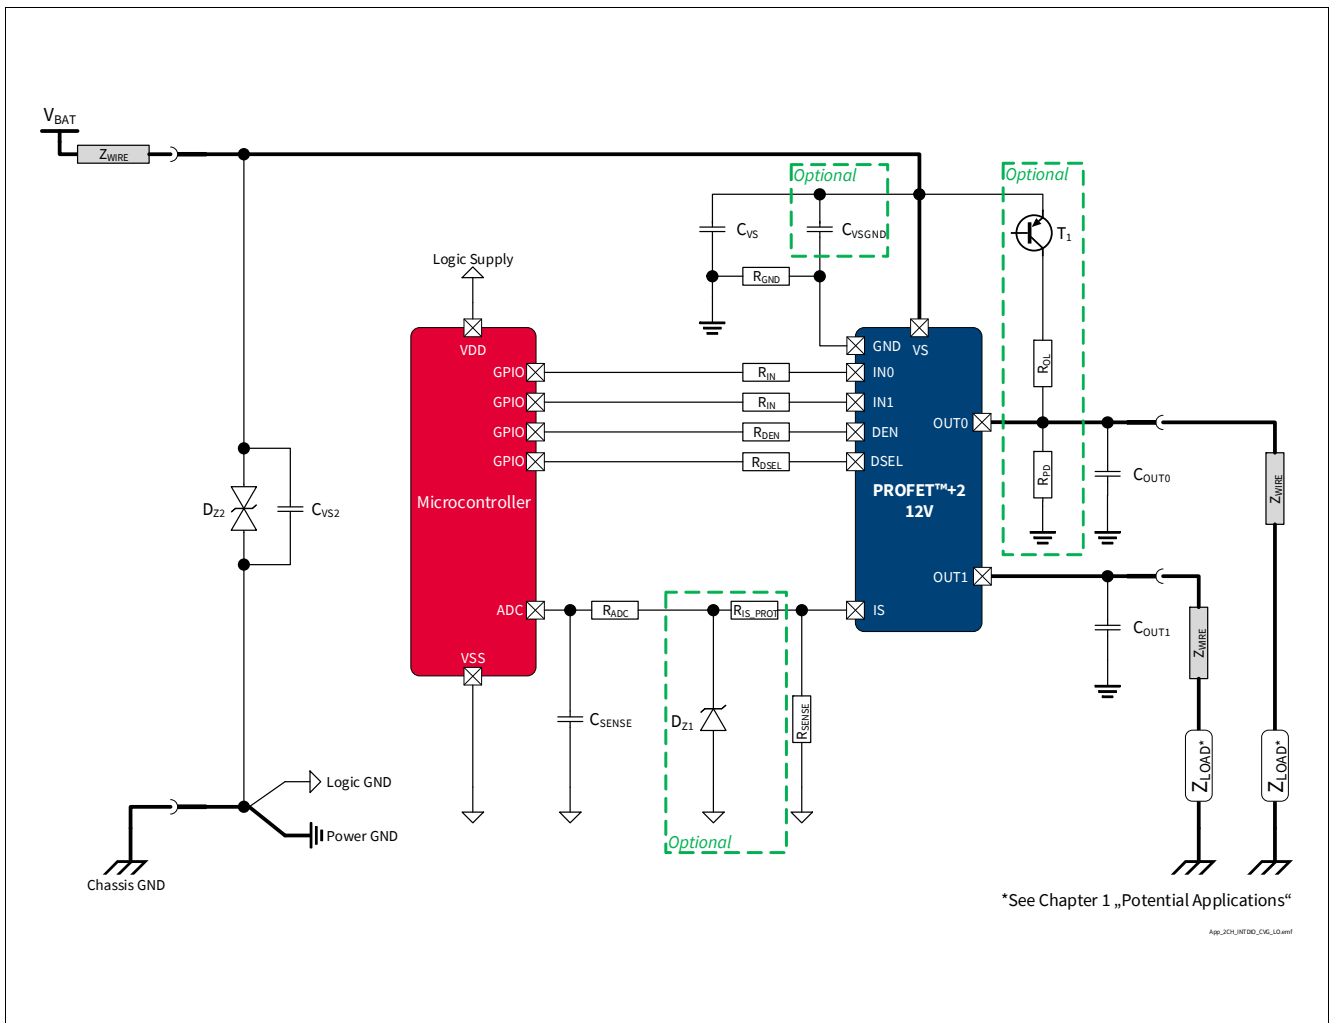 VBAT
ZWIRE
Optional
Optional
CVS
CVSGND
T1
Logic Supply
RGND
VDD
GND
VS
GPIO
RIN
IN0
ROL
GPIO
RIN
IN1
GPIO
RDEN
DEN
OUT0
GPIO
RDSEL
DSEL
RPD
COUT0
ZWIRE
Microcontroller
PROFET™+2
12V
DZ2
CVS2
OUT1
ADC
RADC
RIS_PROT
IS
COUT1
ZWIRE
VSS
CSENSE
DZ1
RSENSE
ZLOAD*
ZLOAD*
Logic GND
Power GND
Optional
Chassis GND
*See Chapter 1 „Potential Applications“
App_2CH_INTDIO_CVG_LO.emf